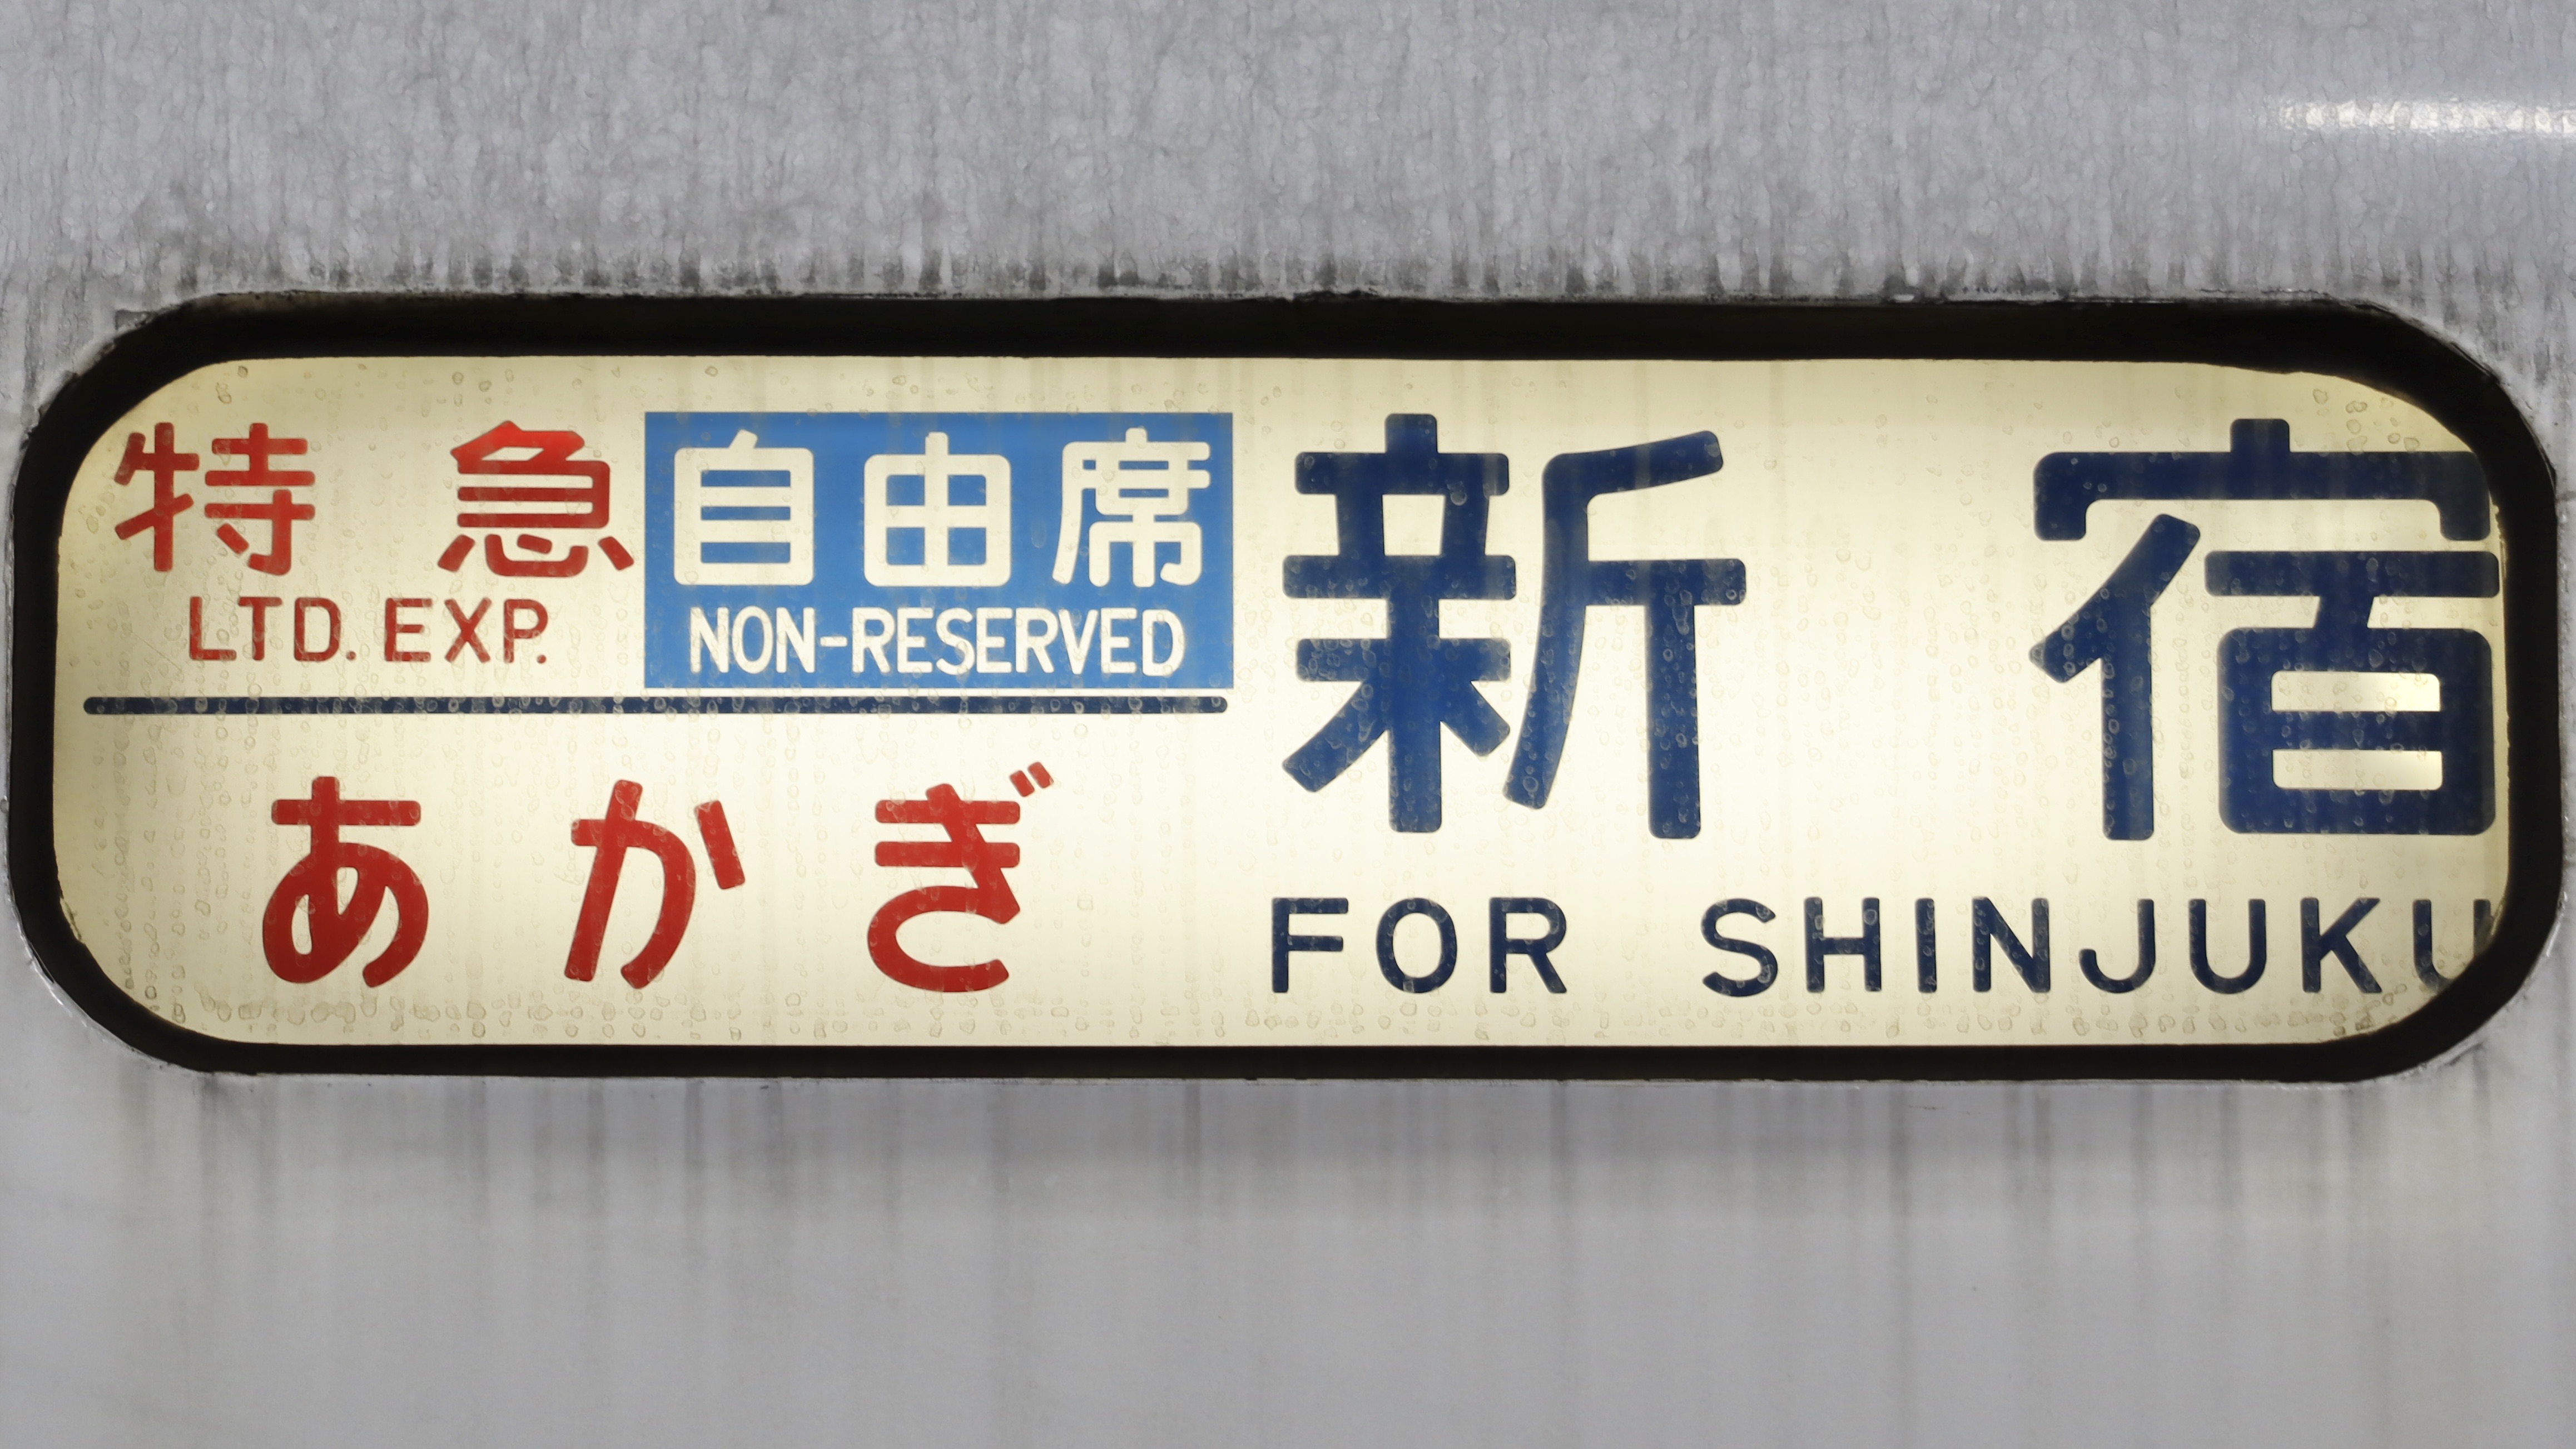 特急
LTD. EXP.
自由席
NON-RESERVED
あかぎ
新宿
FOR SHINJUKU